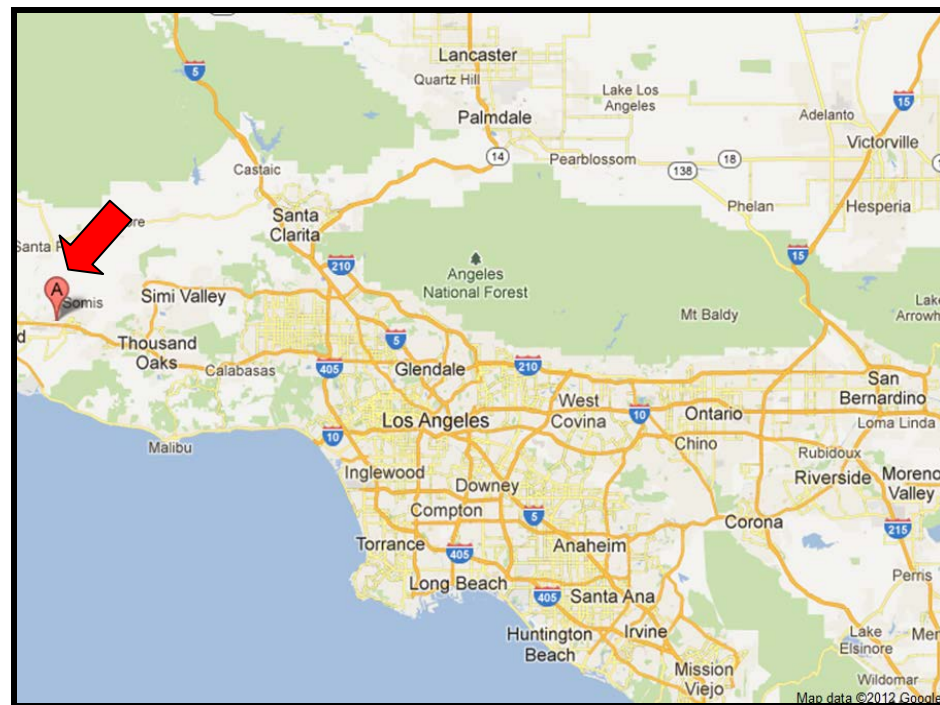 5
Lancaster
Quartz Hill
Lake Los
Angeles
15
Palmdale
Adelanto
Victorville
14
Pearblossom
18
138
Castaic
Phelan
Hesperia
Santa
Clarita
Santa
15
210
Angeles
National Forest
A
Somis
Simi Valley
Lake
Arrowh
Mt Baldy
Thousand
Oaks
5
Calabasas
405
Glendale
210
San
Bernardino
West
Covina
10
Ontario
Los Angeles
Loma Linda
10
Chino
Malibu
Rubidoux
Inglewood
Downey
Riverside
Moreno
Valley
Compton
5
Corona
215
Torrance
405
Anaheim
Long Beach
405
Santa Ana
Perris
Huntington
Beach
Irvine
Lake
Elsinore
Mission
Viejo
Wildomar
Map data ©2012 Google